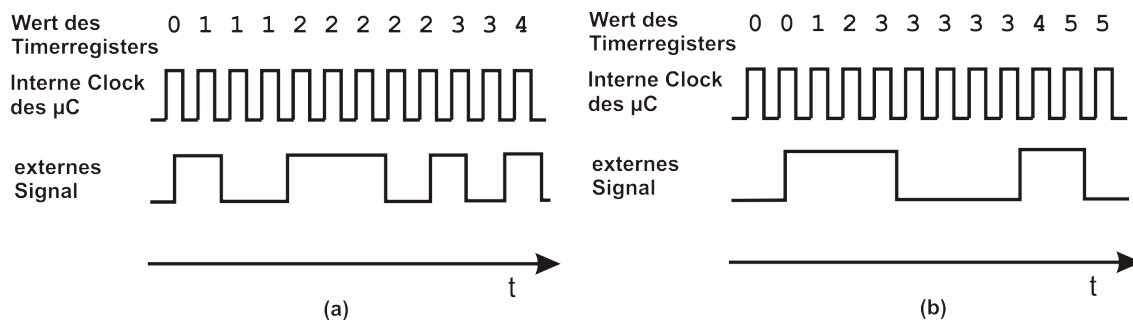 Wert des Timerregisters 0 1 1 1 2 2 2 2 2 3 3 4
Interne Clock des µC
externes Signal
t
(a)
Wert des Timerregisters 0 0 1 2 3 3 3 3 3 4 5 5
Interne Clock des µC
externes Signal
t
(b)